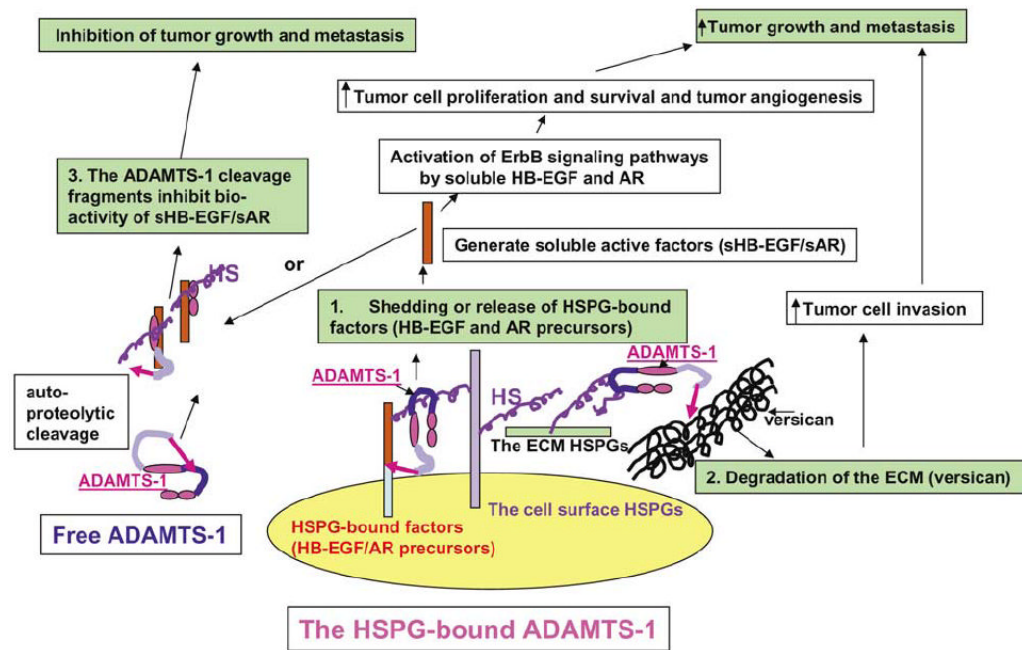 Inhibition of tumor growth and metastasis
Tumor growth and metastasis
Tumor cell proliferation and survival and tumor angiogenesis
Activation of ErbB signaling pathways
by soluble HB-EGF and AR
3. The ADAMTS-1 cleavage
fragments inhibit bio-
activity of sHB-EGF/sAR
Generate soluble active factors (sHB-EGF/sAR)
HS
or
1. Shedding or release of HSPG-bound
factors (HB-EGF and AR precursors)
Tumor cell invasion
ADAMTS-1
ADAMTS-1
HS
auto-
proteolytic
cleavage
versican
The ECM HSPGs
ADAMTS-1
2. Degradation of the ECM (versican)
The cell surface HSPGs
Free ADAMTS-1
HSPG-bound factors
(HB-EGF/AR precursors)
The HSPG-bound ADAMTS-1